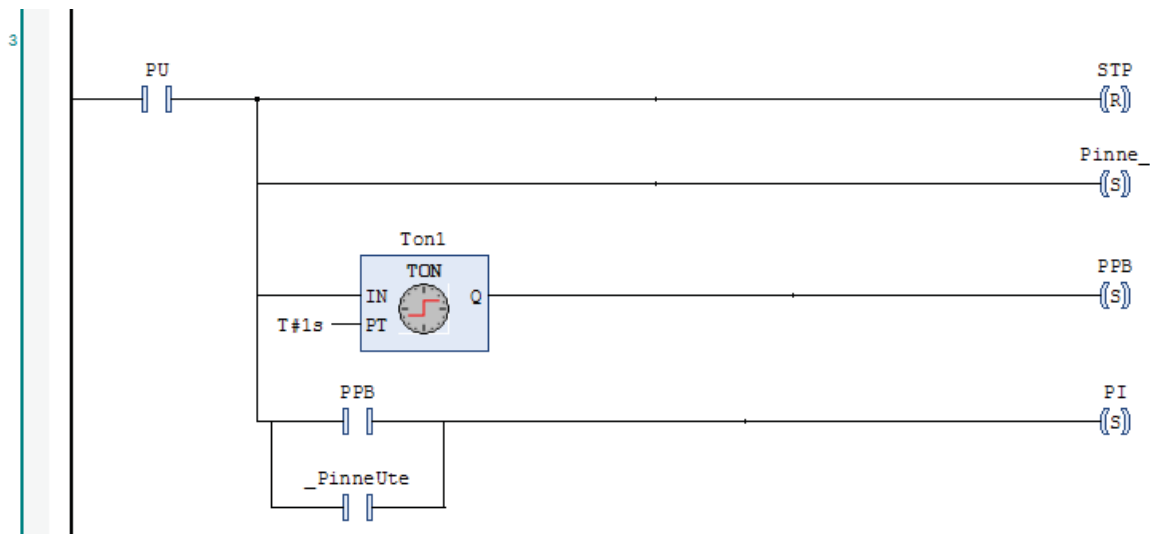 3
PU
STP
R
Pinne_
S
Ton1
TON
PPB
IN
Q
S
T#1s
PT
PPB
PI
S
_PinneUte